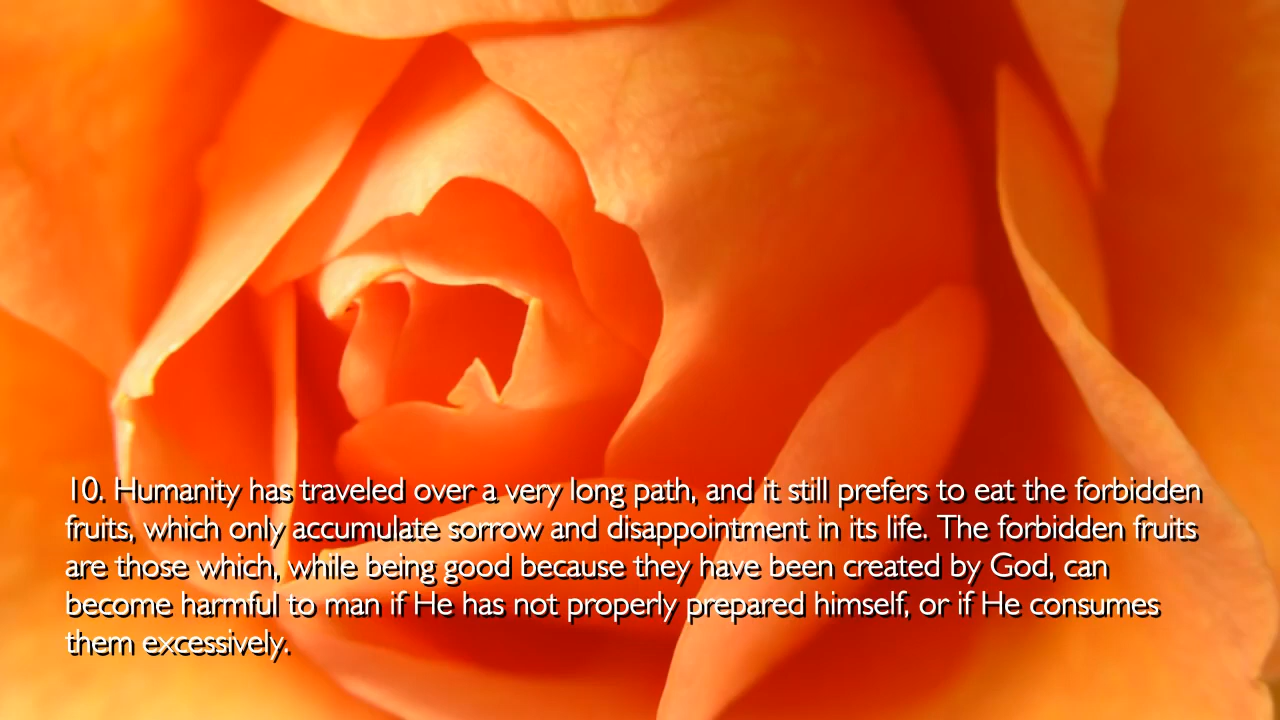 10. Humanity has traveled over a very long path, and it still prefers to eat the forbidden
fruits, which only accumulate sorrow and disappointment in its life. The forbidden fruits
are those which, while being good because they have been created by God, can
become harmful to man if He has not properly prepared himself, or if He consumes
them excessively.